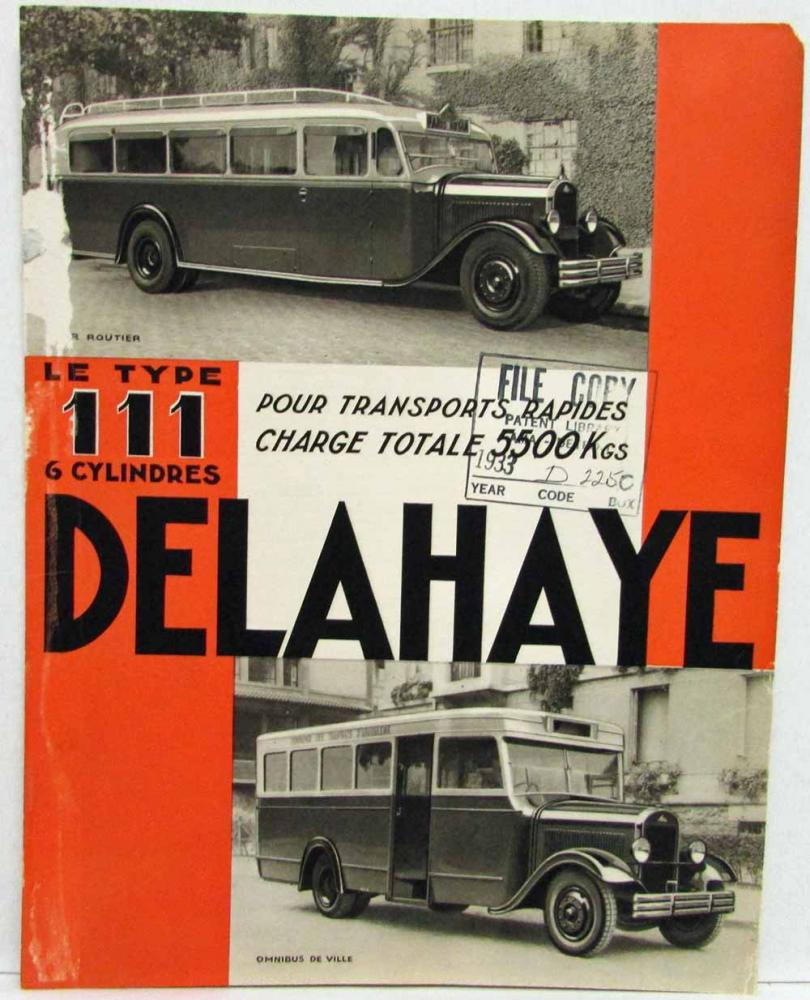 R ROUTIER
LE TYPE
111
6 CYLINDRES
POUR TRANSPORTS RAPIDES
CHARGE TOTALE 5500 KGS
FILE COPY
PATENT LIBRARY
1933 D 2250
YEAR CODE
DELAHAYE
OMNIBUS DE VILLE